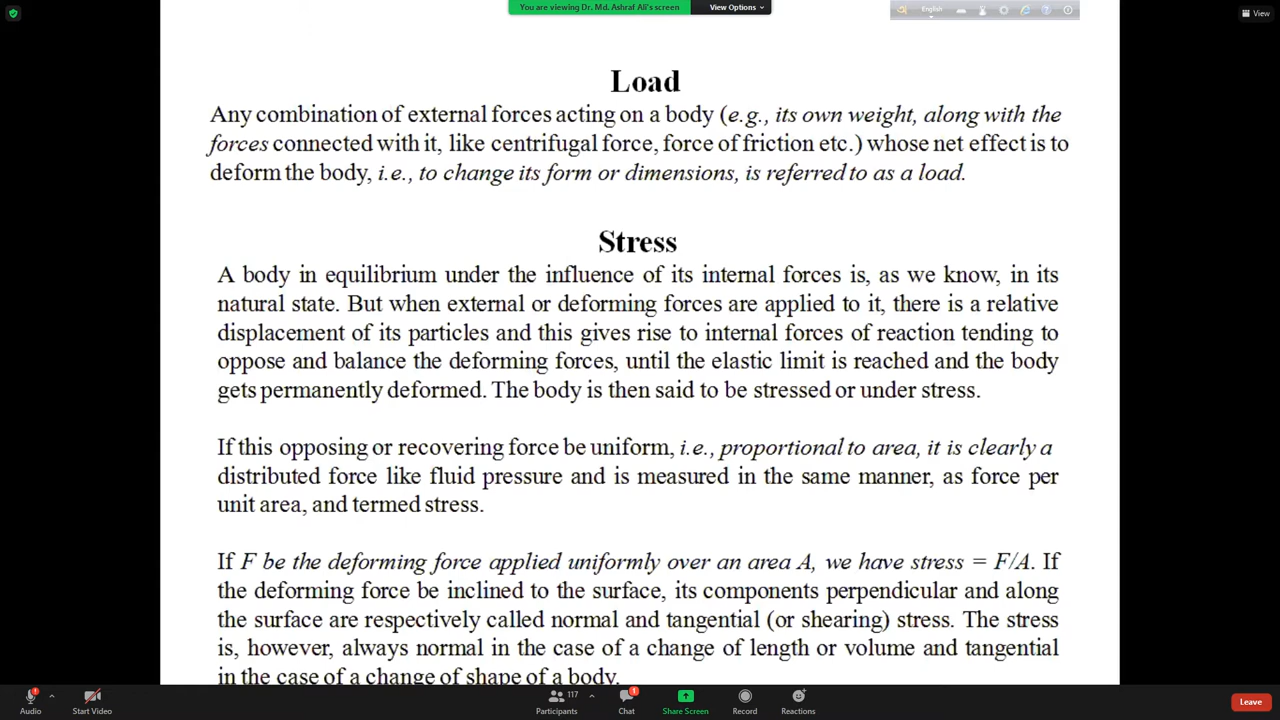 You are viewing Dr. Md. Ashraf Ali's screen
View Options
English
View
Load
Any combination of external forces acting on a body (e.g., its own weight, along with the
forces connected with it, like centrifugal force, force of friction etc.) whose net effect is to
deform the body, i.e., to change its form or dimensions, is referred to as a load.
Stress
A body in equilibrium under the influence of its internal forces is, as we know, in its
natural state. But when external or deforming forces are applied to it, there is a relative
displacement of its particles and this gives rise to internal forces of reaction tending to
oppose and balance the deforming forces, until the elastic limit is reached and the body
gets permanently deformed. The body is then said to be stressed or under stress.
If this opposing or recovering force be uniform, i.e., proportional to area, it is clearly a
distributed force like fluid pressure and is measured in the same manner, as force per
unit area, and termed stress.
If F be the deforming force applied uniformly over an area A, we have stress = F/A. If
the deforming force be inclined to the surface, its components perpendicular and along
the surface are respectively called normal and tangential (or shearing) stress. The stress
is, however, always normal in the case of a change of length or volume and tangential
in the case of a change of shape of a body.
117
1
Audio
Start Video
Participants
Chat
Share Screen
Record
Reactions
Leave